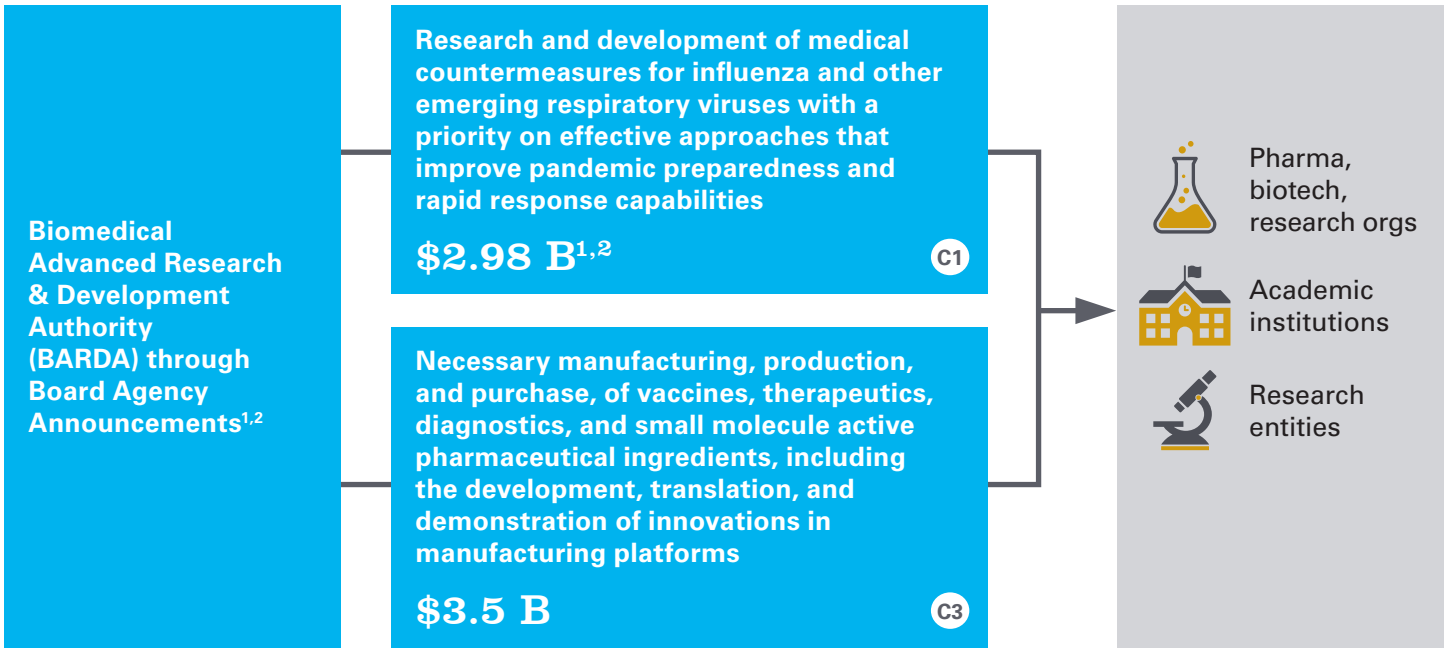 Biomedical
Advanced Research
& Development
Authority
(BARDA) through
Board Agency
Announcements1,2
Research and development of medical
countermeasures for influenza and other
emerging respiratory viruses with a
priority on effective approaches that
improve pandemic preparedness and
rapid response capabilities
$2.98 B1,2
C1
Necessary manufacturing, production,
and purchase, of vaccines, therapeutics,
diagnostics, and small molecule active
pharmaceutical ingredients, including
the development, translation, and
demonstration of innovations in
manufacturing platforms
$3.5 B
C3
Pharma,
biotech,
research orgs
Academic
institutions
Research
entities